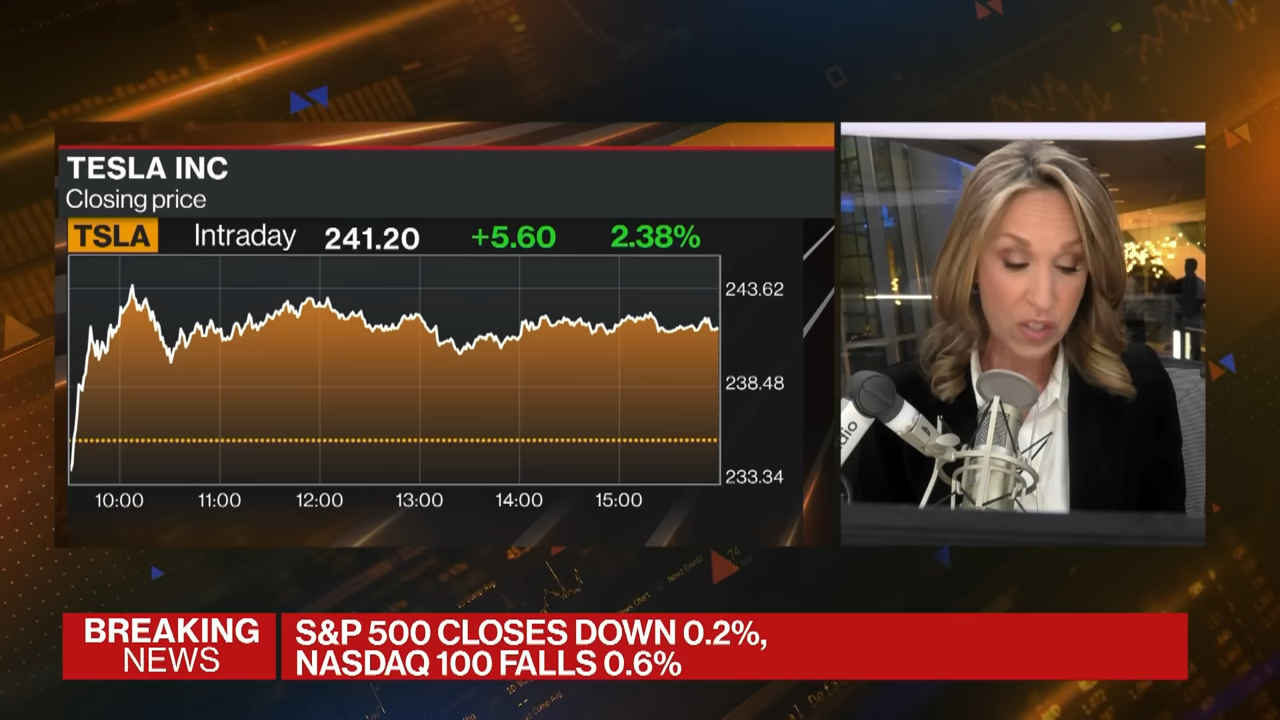 TESLA INC
Closing price
TSLA Intraday 241.20 +5.60 2.38%
243.62
238.48
233.34
10:00 11:00 12:00 13:00 14:00 15:00
dio
BREAKING
NEWS
S&P 500 CLOSES DOWN 0.2%,
NASDAQ 100 FALLS 0.6%